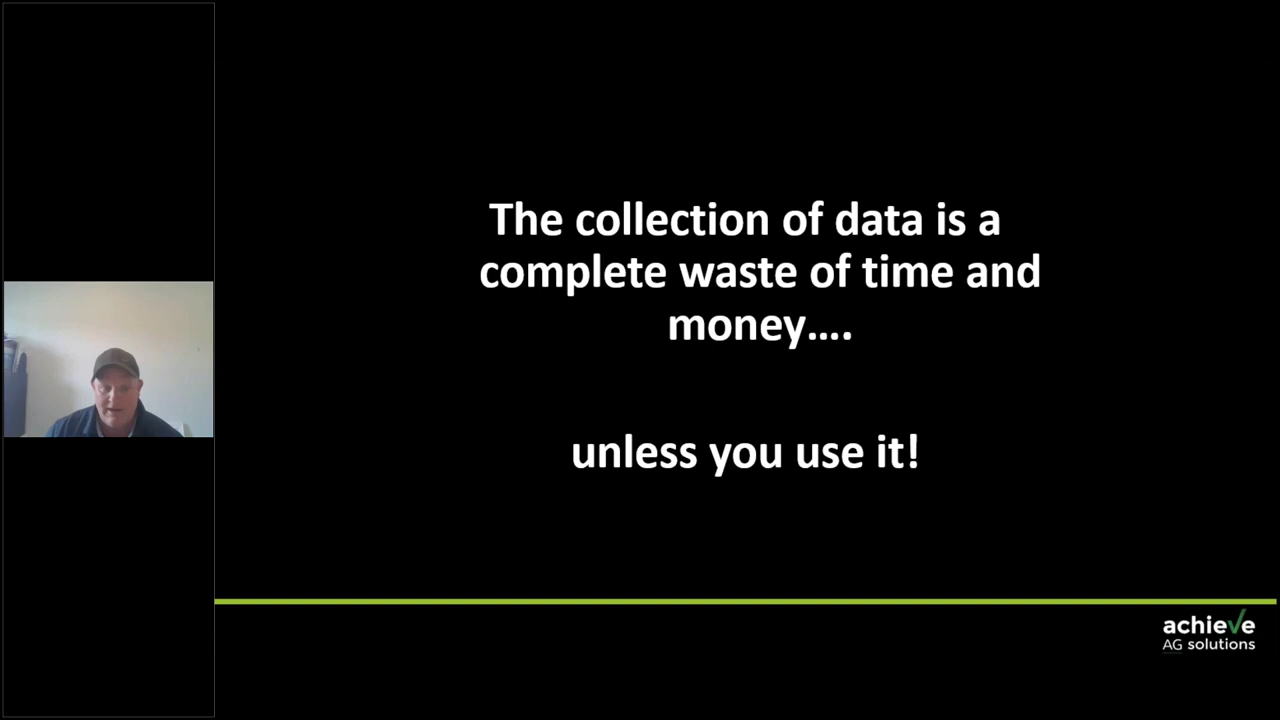 The collection of data is a
complete waste of time and
money....
unless you use it!
achieve
AG solutions